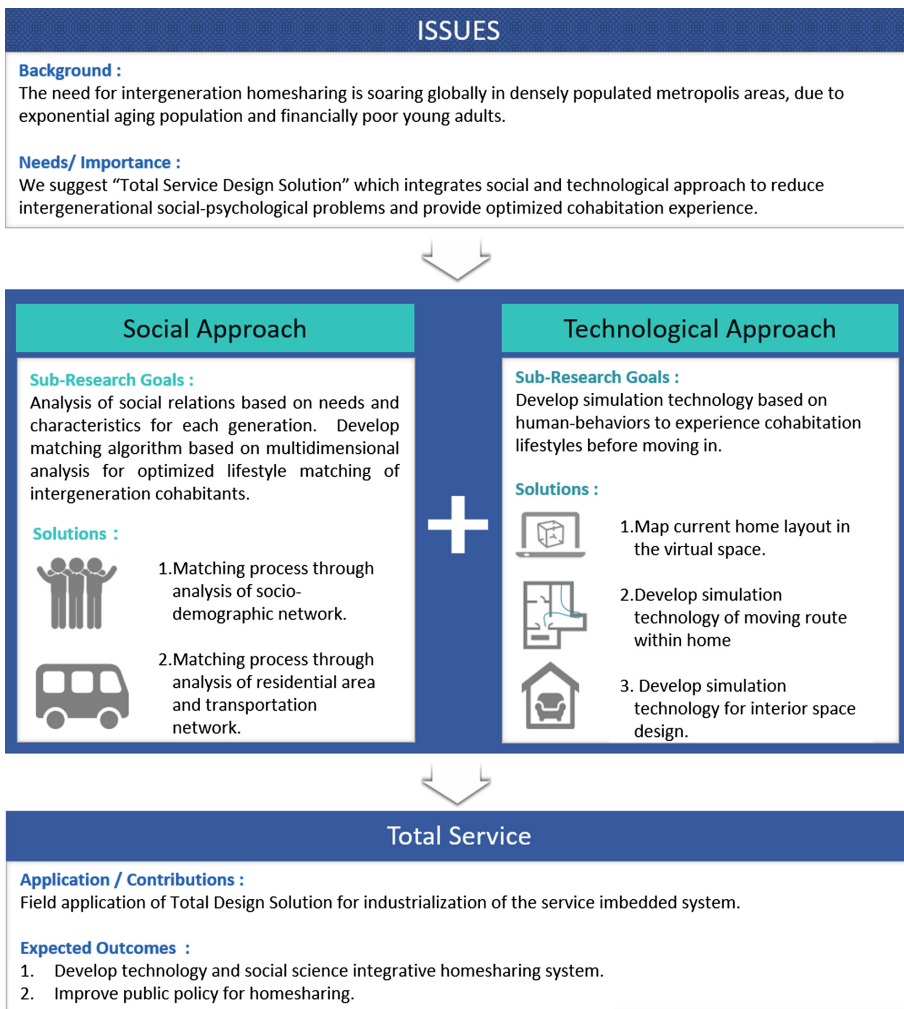 ISSUES
Background :
The need for intergeneration homesharing is soaring globally in densely populated metropolis areas, due to
exponential aging population and financially poor young adults.
Needs/ Importance :
We suggest “Total Service Design Solution” which integrates social and technological approach to reduce
intergenerational social-psychological problems and provide optimized cohabitation experience.
Social Approach
Sub-Research Goals :
Analysis of social relations based on needs and
characteristics for each generation. Develop
matching algorithm based on multidimensional
analysis for optimized lifestyle matching of
intergeneration cohabitants.
Solutions :
1.Matching process through
analysis of socio-
demographic network.
2.Matching process through
analysis of residential area
and transportation
network.
Technological Approach
Sub-Research Goals :
Develop simulation technology based on
human-behaviors to experience cohabitation
lifestyles before moving in.
Solutions :
1.Map current home layout in
the virtual space.
2.Develop simulation
technology of moving route
within home
3. Develop simulation
technology for interior space
design.
Total Service
Application / Contributions :
Field application of Total Design Solution for industrialization of the service imbedded system.
Expected Outcomes :
1. Develop technology and social science integrative homesharing system.
2. Improve public policy for homesharing.